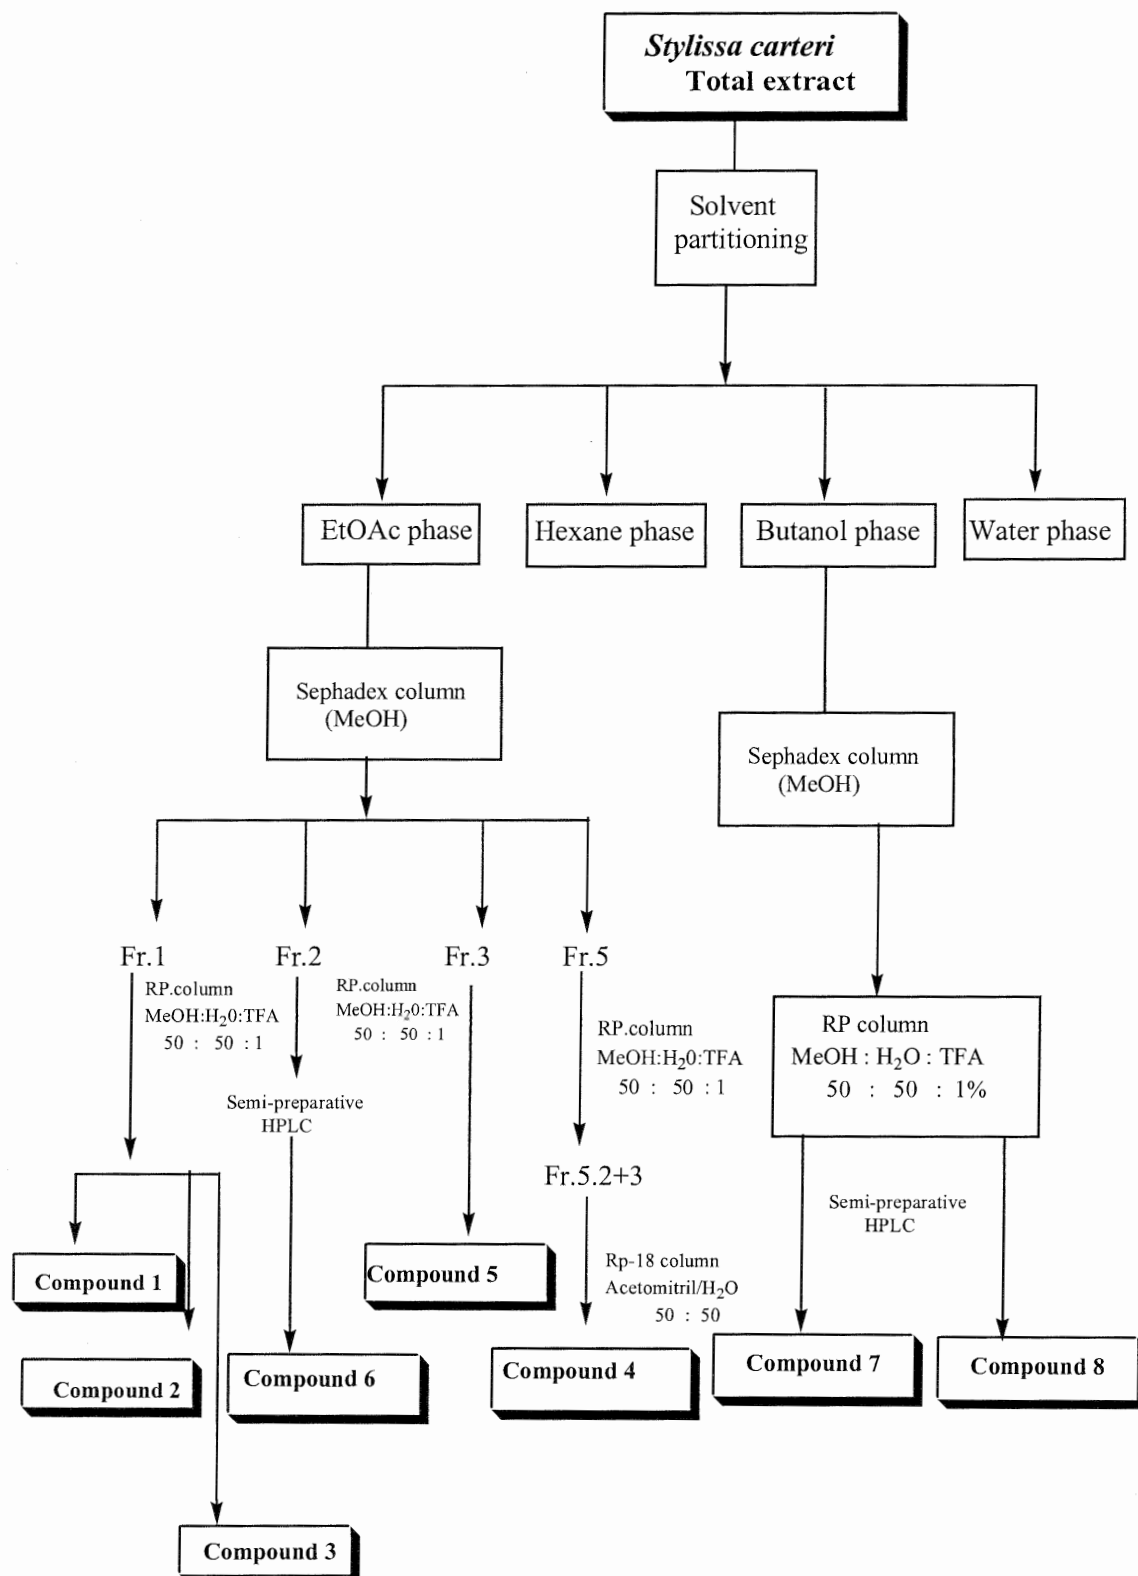 Stylissa carteri
Total extract
Solvent
partitioning
EtOAc phase
Hexane phase
Butanol phase
Water phase
Sephadex column
(MeOH)
Sephadex column
(MeOH)
Fr.1
Fr.2
Fr.3
Fr.5
RP.column
MeOH:H₂0:TFA
50 : 50 : 1
RP.column
MeOH:H₂0:TFA
50 : 50 : 1
RP.column
MeOH:H₂0:TFA
50 : 50 : 1
RP column
MeOH : H₂O : TFA
50 : 50 : 1%
Semi-preparative
HPLC
Fr.5.2+3
Semi-preparative
HPLC
Rp-18 column
Acetomitril/H₂O
50 : 50
Compound 1
Compound 5
Compound 2
Compound 6
Compound 4
Compound 7
Compound 8
Compound 3